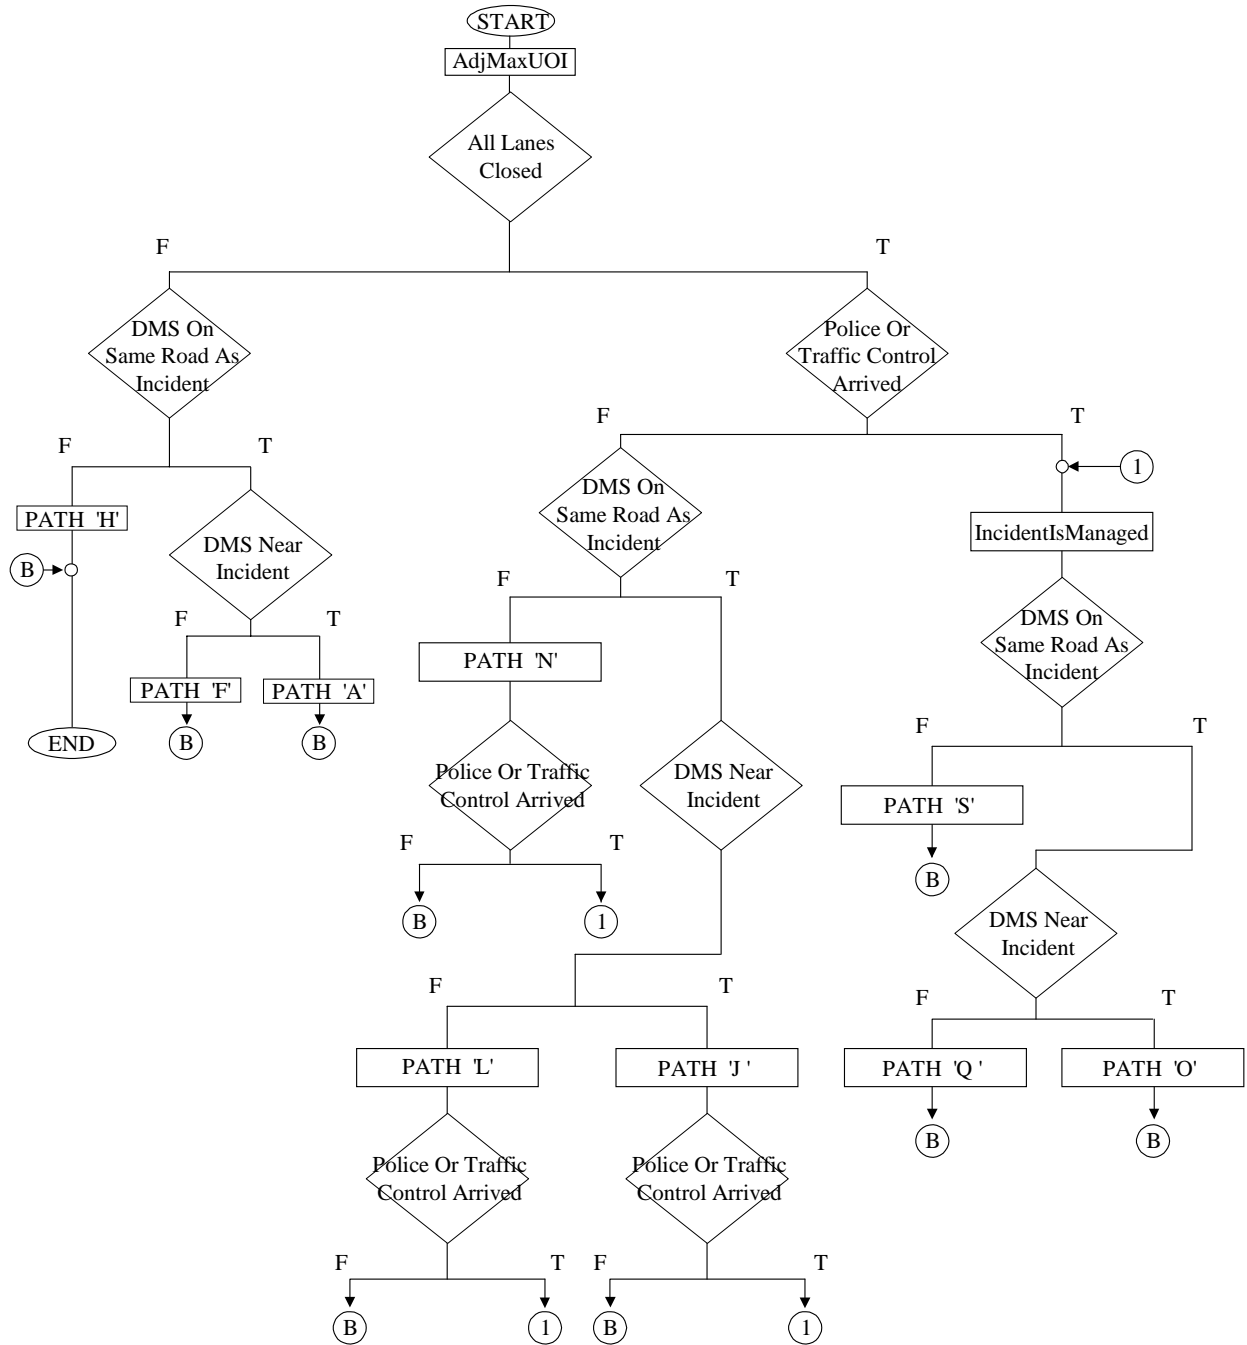 START
AdjMaxUOI
All Lanes
Closed
F
T
DMS On
Same Road As
Incident
Police Or
Traffic Control
Arrived
F
T
F
T
1
PATH 'H'
B
DMS Near
Incident
DMS On
Same Road As
Incident
IncidentIsManaged
F
T
F
T
DMS On
Same Road As
Incident
PATH 'F'
PATH 'A'
B
B
END
PATH 'N'
F
T
Police Or Traffic
Control Arrived
DMS Near
Incident
PATH 'S'
F
T
B
B
1
DMS Near
Incident
F
T
F
T
PATH 'L'
PATH 'J '
PATH 'Q '
PATH 'O'
B
B
Police Or Traffic
Control Arrived
Police Or Traffic
Control Arrived
F
T
F
T
B
1
B
1